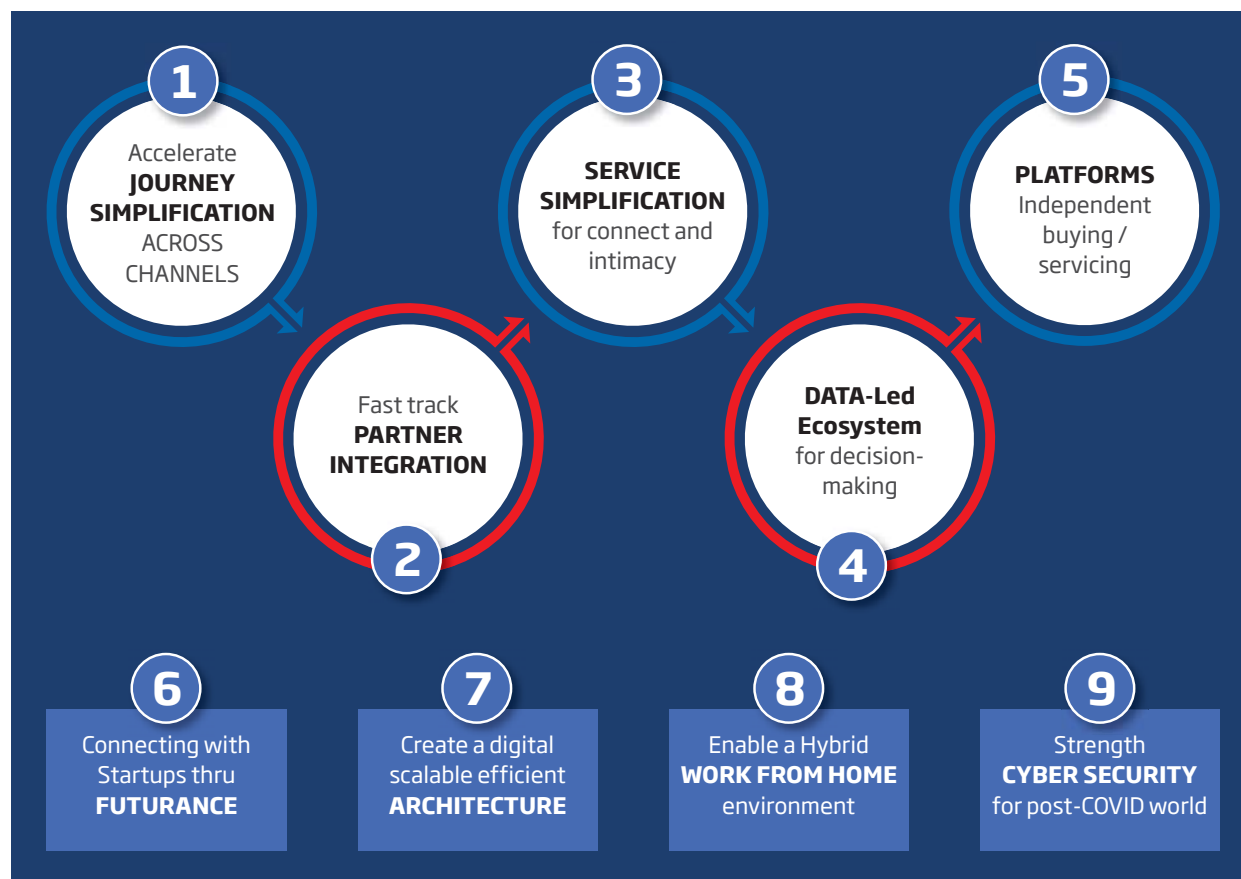 1
Accelerate
JOURNEY
SIMPLIFICATION
ACROSS
CHANNELS
2
Fast track
PARTNER
INTEGRATION
3
SERVICE
SIMPLIFICATION
for connect and
intimacy
4
DATA-Led
Ecosystem
for decision-
making
5
PLATFORMS
Independent
buying /
servicing
6
Connecting with
Startups thru
FUTURANCE
7
Create a digital
scalable efficient
ARCHITECTURE
8
Enable a Hybrid
WORK FROM HOME
environment
9
Strength
CYBER SECURITY
for post-COVID world